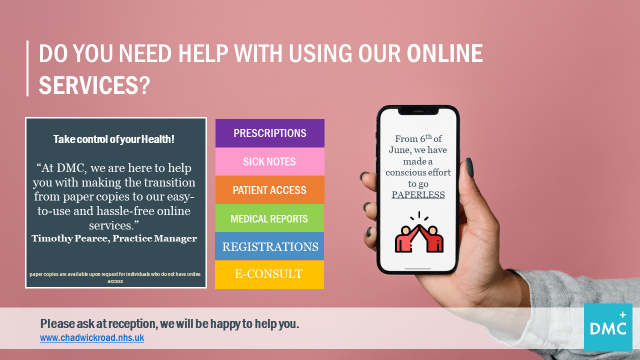 DO YOU NEED HELP WITH USING OUR ONLINE
SERVICES?
Take control of your Health!
“At DMC, we are here to help
you with making the transition
from paper copies to our easy-
to-use and hassle-free online
services.”
Timothy Pearce, Practice Manager
paper copies are available upon request for individuals who do not have online
access
PRESCRIPTIONS
SICK NOTES
PATIENT ACCESS
MEDICAL REPORTS
REGISTRATIONS
E-CONSULT
From 6th of
June, we have
made a
conscious effort
to go
PAPERLESS
Please ask at reception, we will be happy to help you.
www.chadwickroad.nhs.uk
DMC+